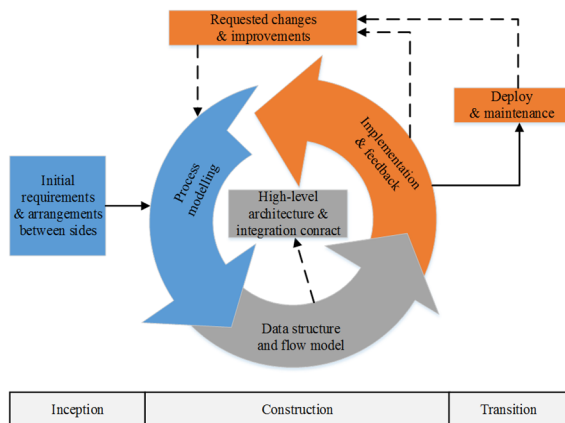 Requested changes
& improvements
Deploy
& maintenance
Process
modelling
Implementation
& feedback
Initial
requirements
& arrangements
between sides
High-level
architecture &
integration conract
Data structure
and flow model
Inception
Construction
Transition